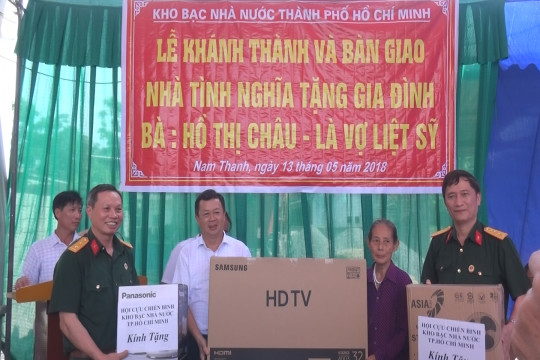 KHO BẠC NHÀ NƯỚC THÀNH PHỐ HỒ CHÍ MINH
LỄ KHÁNH THÀNH VÀ BÀN GIAO
NHÀ TÌNH NGHĨA TẶNG GIA ĐÌNH
BÀ : HỒ THỊ CHÂU - LÀ VỢ LIỆT SỸ
Nam Thanh, ngày 13 tháng 05 năm 2018
Panasonic
HỘI CỰU CHIẾN BINH
KHO BẠC NHÀ NƯỚC
TP.HỒ CHÍ MINH
Kính Tặng
SAMSUNG
HDTV
HDMI
32
ASIA
HỘI CỰU CHIẾN BINH
KHO BẠC NHÀ NƯỚC
TP.HỒ CHÍ MINH
Kính Tặng